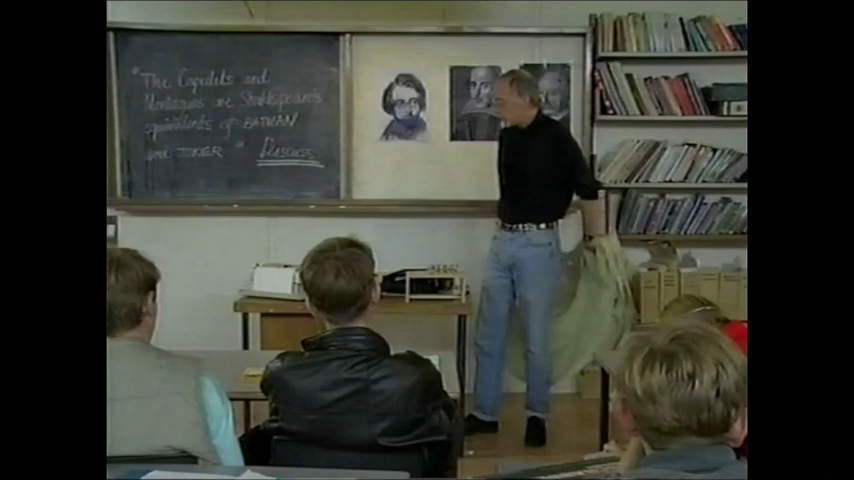 "The Capulets and
Montagues are Shakespeare's
equivalents of BATMAN
AND JOKER" Discuss